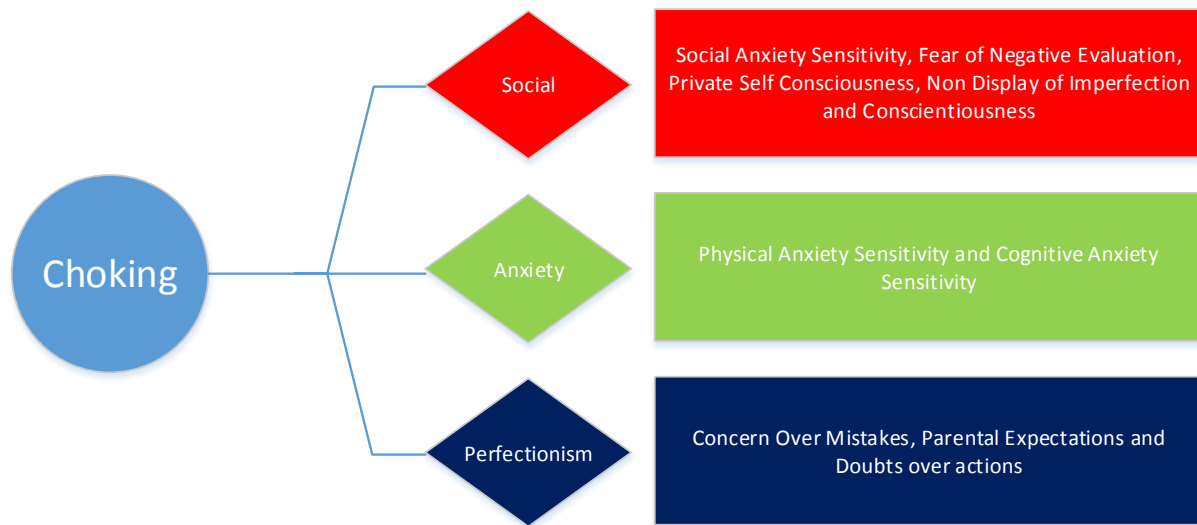 Choking
Social
Social Anxiety Sensitivity, Fear of Negative Evaluation,
Private Self Consciousness, Non Display of Imperfection
and Conscientiousness
Anxiety
Physical Anxiety Sensitivity and Cognitive Anxiety
Sensitivity
Perfectionism
Concern Over Mistakes, Parental Expectations and
Doubts over actions